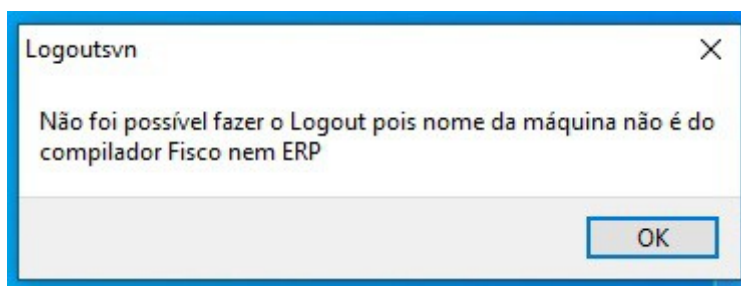 Logoutsvn
Não foi possível fazer o Logout pois nome da máquina não é do
compilador Fisco nem ERP
OK